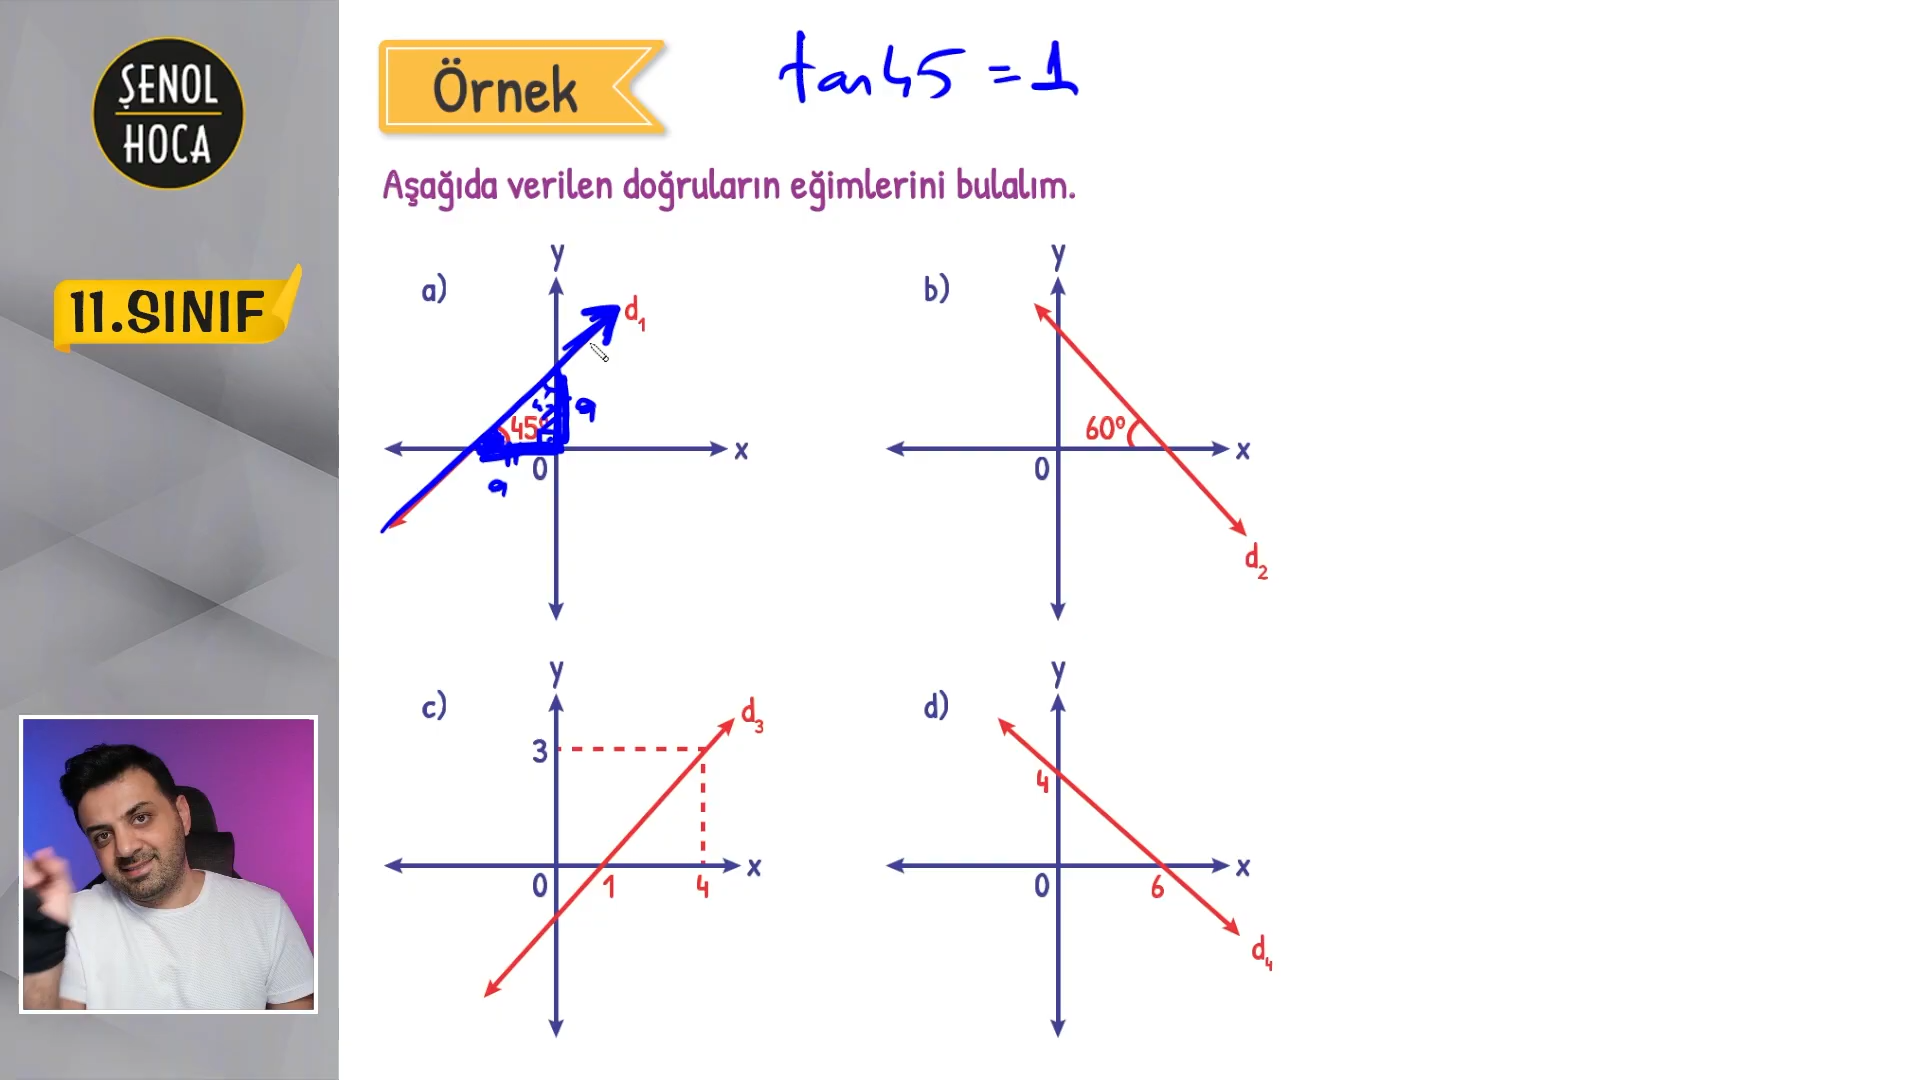 ŞENOL
HOCA
11.SINIF
Örnek
tan45 = 1
Aşağıda verilen doğruların eğimlerini bulalım.
a)
y
d1
45°
a
x
0
a
b)
y
60°
x
0
d2
c)
y
d3
3
x
0
1
4
d)
y
4
x
0
6
d4